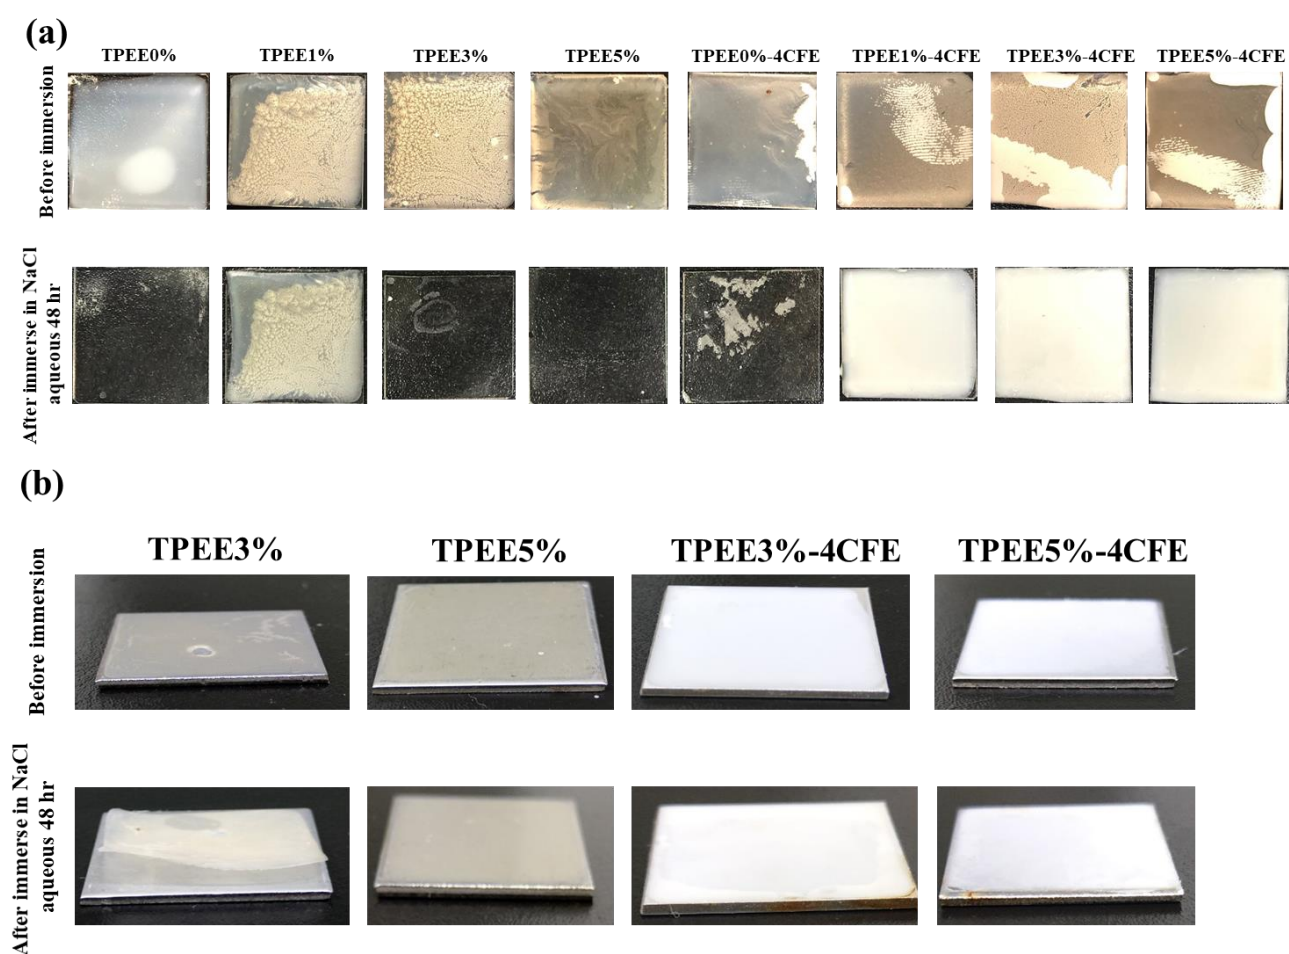 (a)
TPEE0% TPEE1% TPEE3% TPEE5% TPEE0%-4CFE TPEE1%-4CFE TPEE3%-4CFE TPEE5%-4CFE
Before immersion
After immerse in NaCl
aqueous 48 hr
(b)
TPEE3% TPEE5% TPEE3%-4CFE TPEE5%-4CFE
Before immersion
After immerse in NaCl
aqueous 48 hr